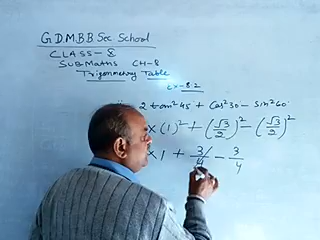 G.D.M.B.B Sec School
CLASS - 8
SUB Maths CH-8
Trigonometry Table
Ex - 8.2
2 tan²45 + Cos²30 - Sin²60
× (1)² + (√3/2)² - (√3/2)²
× 1 + 3/4 - 3/4